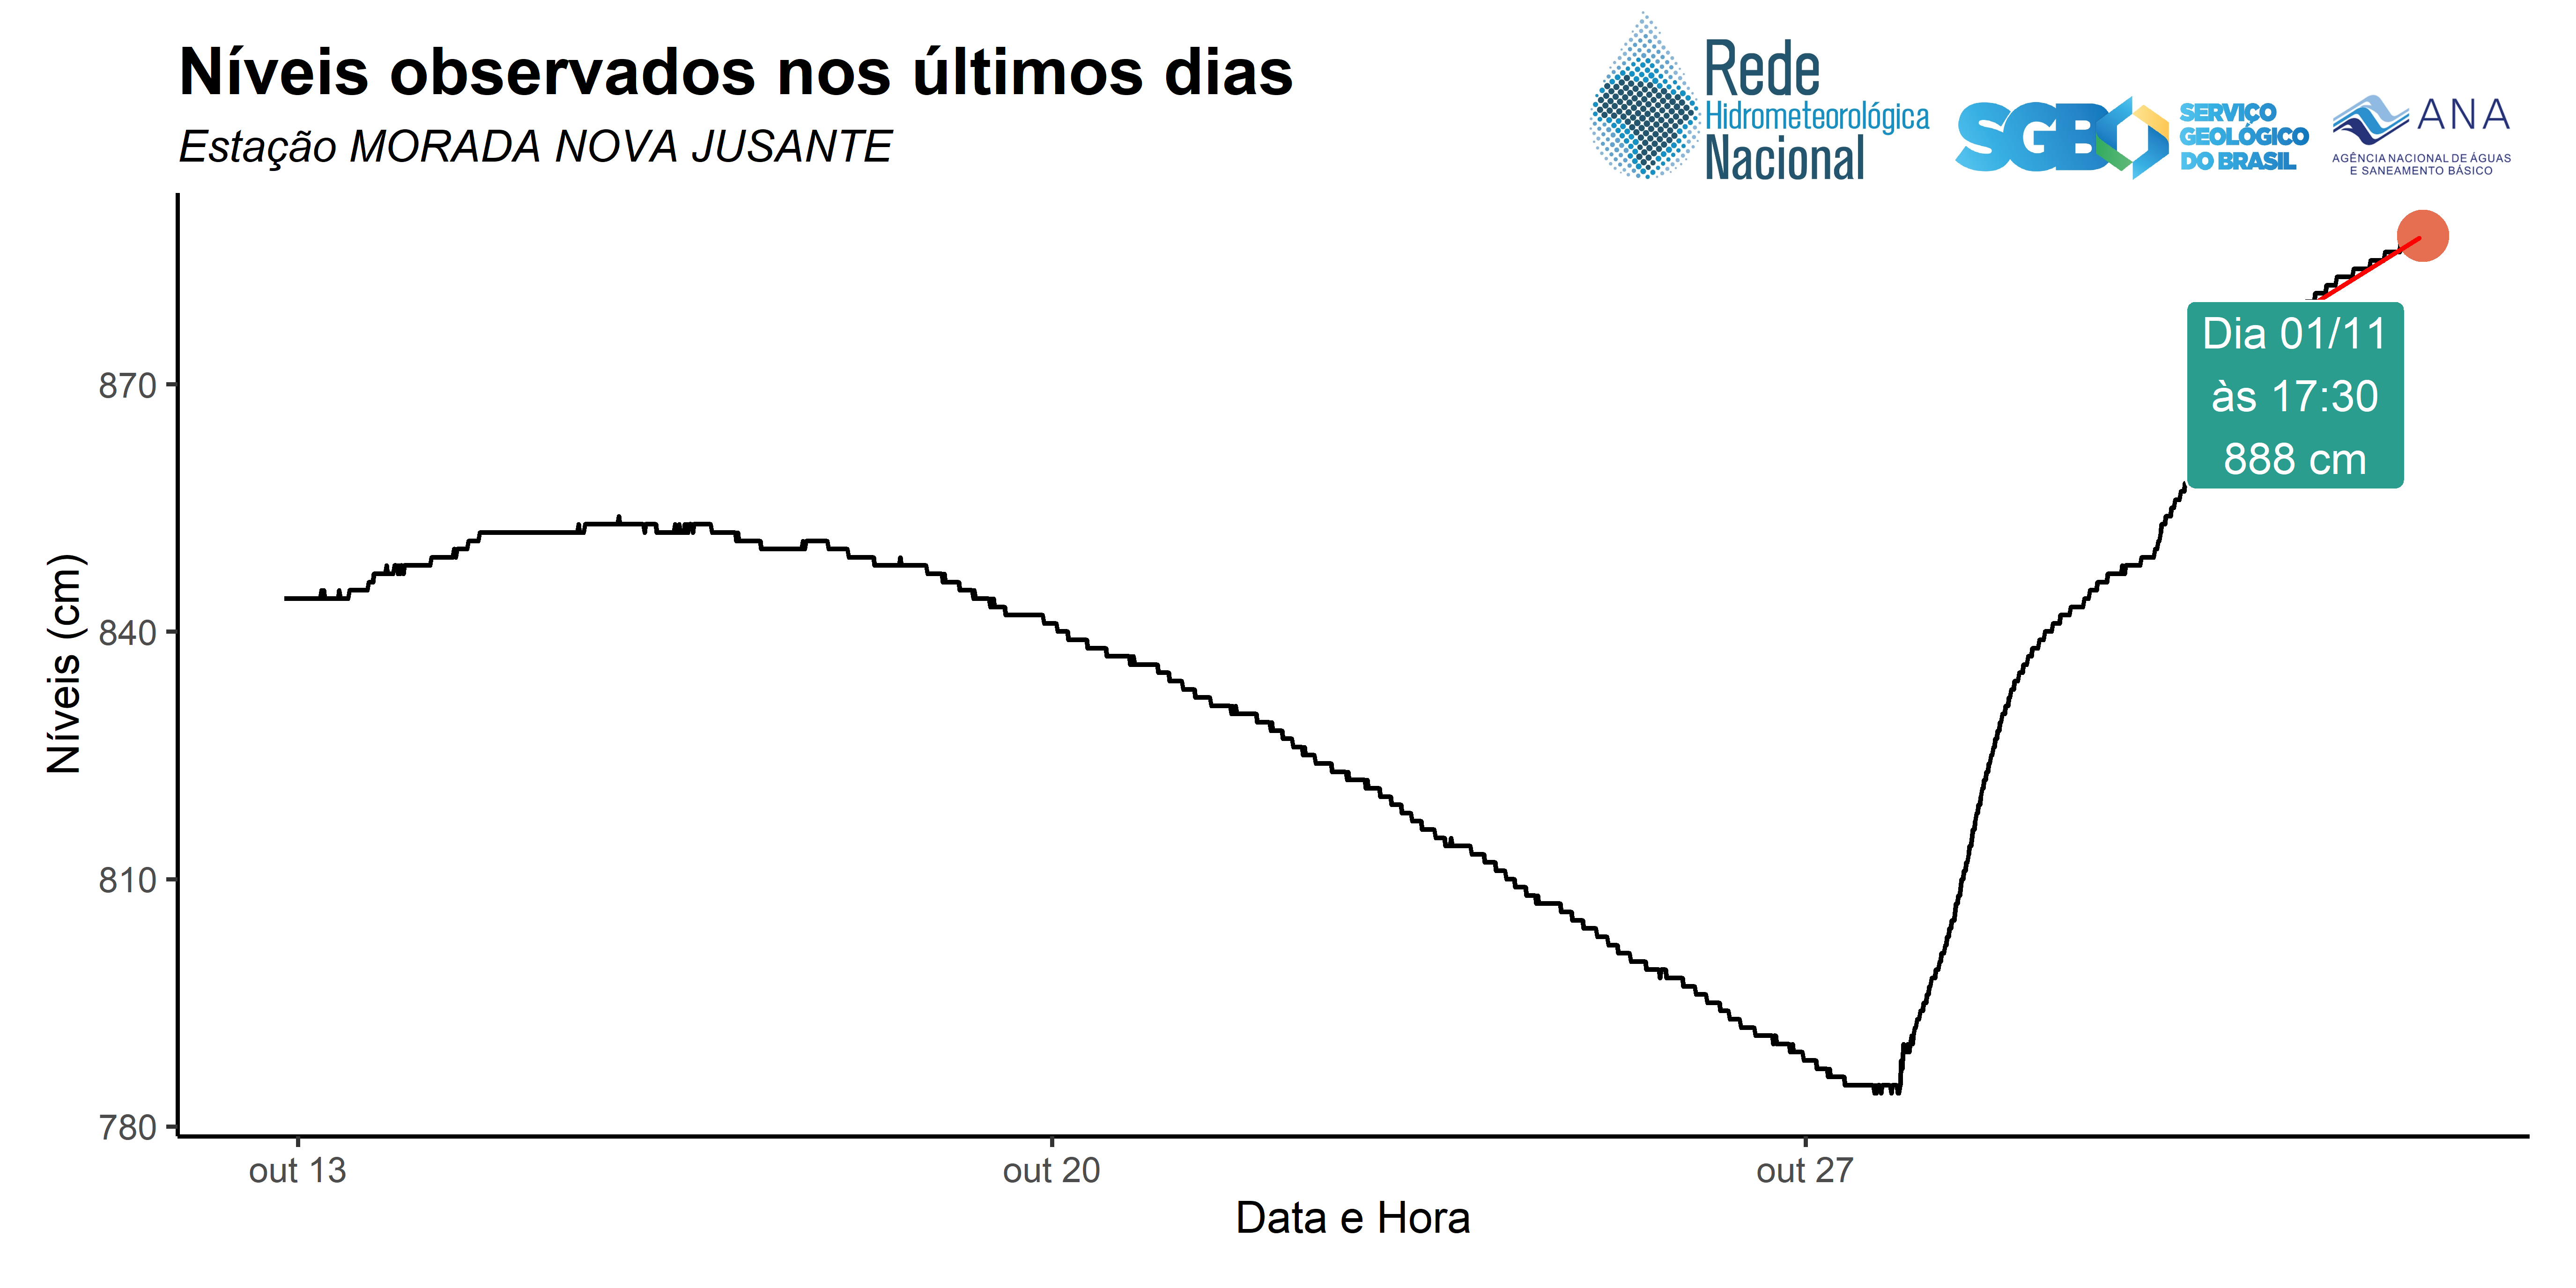 Níveis observados nos últimos dias
Estação MORADA NOVA JUSANTE
Rede
Hidrometeorológica
Nacional
SGB
SERVIÇO
GEOLÓGICO
DO BRASIL
ANA
AGÊNCIA NACIONAL DE ÁGUAS
E SANEAMENTO BÁSICO
Dia 01/11
às 17:30
888 cm
Níveis (cm)
870
840
810
780
out 13
out 20
out 27
Data e Hora